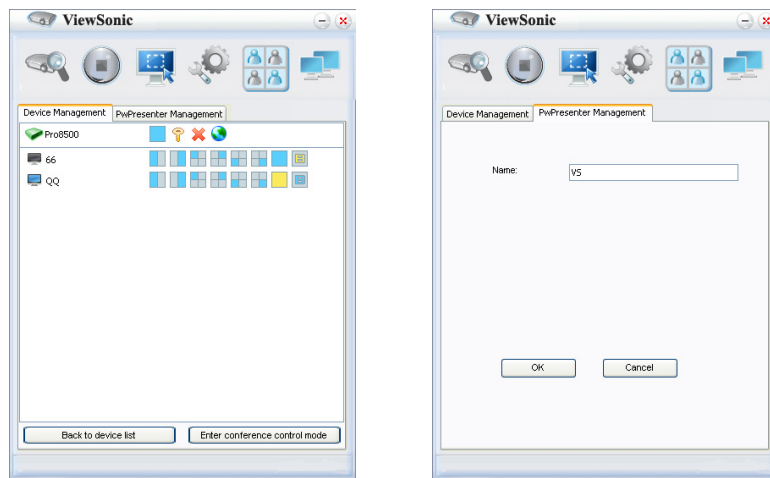 ViewSonic
Device Management PwPresenter Management
Pro8500
66
QQ
Back to device list Enter conference control mode
ViewSonic
Device Management PwPresenter Management
Name: VS
OK Cancel